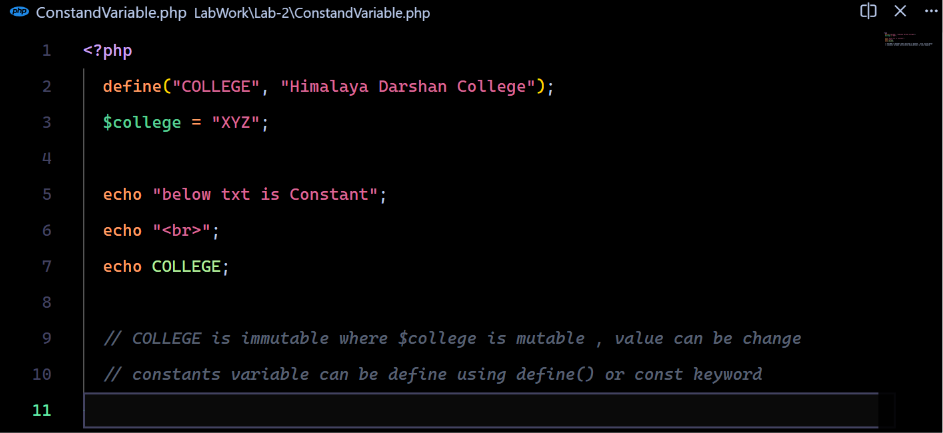 php ConstandVariable.php LabWork\Lab-2\ConstandVariable.php
1 <?php
2 define("COLLEGE", "Himalaya Darshan College");
3 $college = "XYZ";
4
5 echo "below txt is Constant";
6 echo "<br>";
7 echo COLLEGE;
8
9 // COLLEGE is immutable where $college is mutable , value can be change
10 // constants variable can be define using define() or const keyword
11